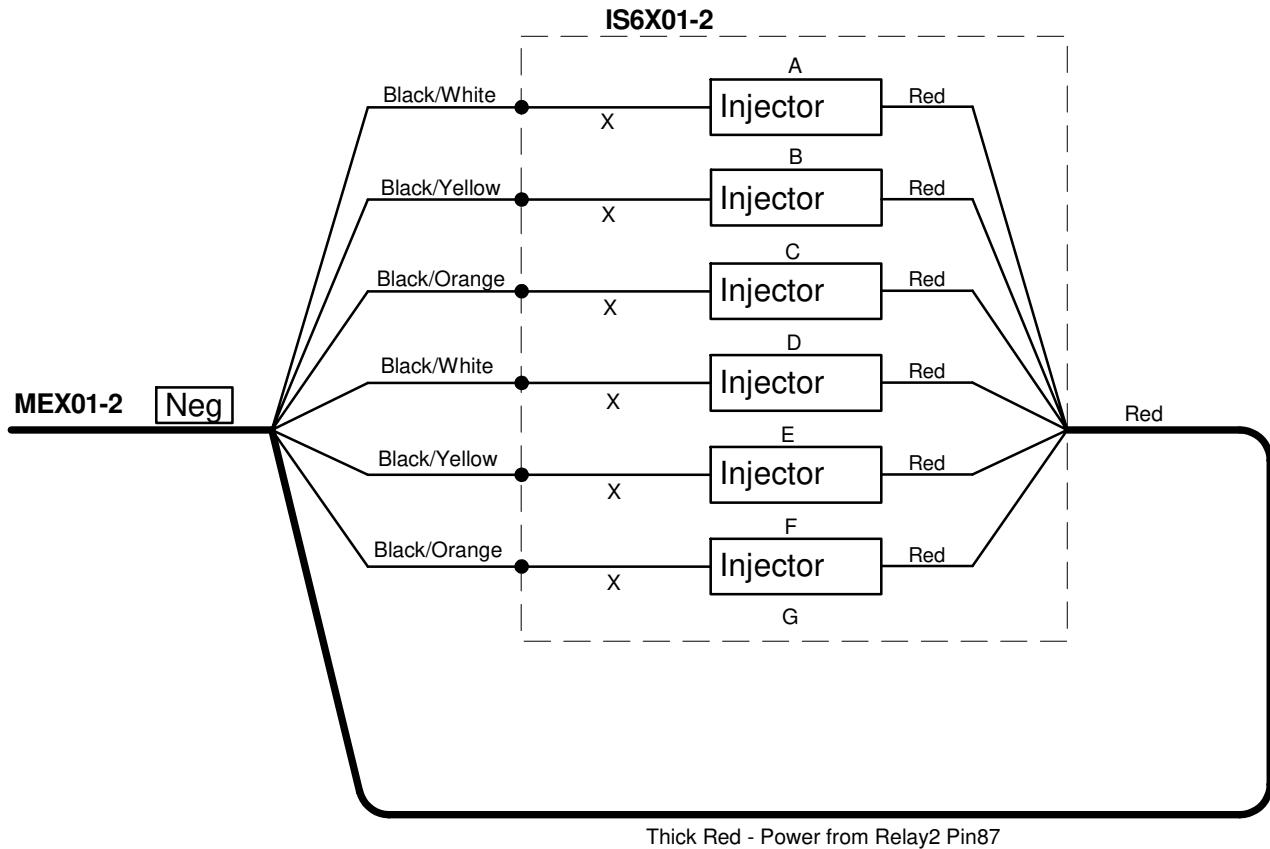 IS6X01-2
A
Black/White
X
Injector
Red
B
Black/Yellow
X
Injector
Red
C
Black/Orange
X
Injector
Red
D
Black/White
X
Injector
Red
MEX01-2
Neg
Red
E
Black/Yellow
X
Injector
Red
F
Black/Orange
X
Injector
Red
G
Thick Red - Power from Relay2 Pin87